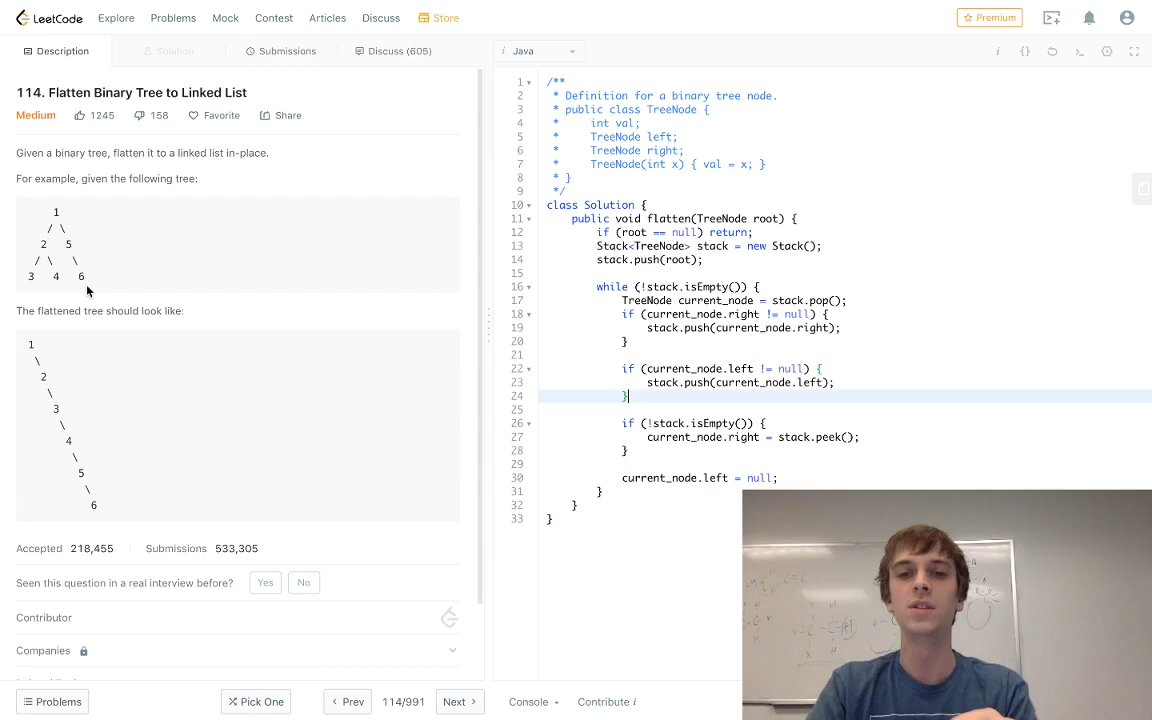 LeetCode Explore Problems Mock Contest Articles Discuss Store Premium
Description Solution Submissions Discuss (605) i Java i {}
114. Flatten Binary Tree to Linked List
Medium 1245 158 Favorite Share
Given a binary tree, flatten it to a linked list in-place.
For example, given the following tree:
1
/ \
2 5
/ \ \
3 4 6
The flattened tree should look like:
1
\
2
\
3
\
4
\
5
\
6
Accepted 218,455 Submissions 533,305
Seen this question in a real interview before? Yes No
Contributor
Companies
Problems Pick One Prev 114/991 Next
1 /**
2 * Definition for a binary tree node.
3 * public class TreeNode {
4 * int val;
5 * TreeNode left;
6 * TreeNode right;
7 * TreeNode(int x) { val = x; }
8 * }
9 */
10 class Solution {
11 public void flatten(TreeNode root) {
12 if (root == null) return;
13 Stack<TreeNode> stack = new Stack();
14 stack.push(root);
15
16 while (!stack.isEmpty()) {
17 TreeNode current_node = stack.pop();
18 if (current_node.right != null) {
19 stack.push(current_node.right);
20 }
21
22 if (current_node.left != null) {
23 stack.push(current_node.left);
24 }
25
26 if (!stack.isEmpty()) {
27 current_node.right = stack.peek();
28 }
29
30 current_node.left = null;
31 }
32 }
33 }
Console Contribute i